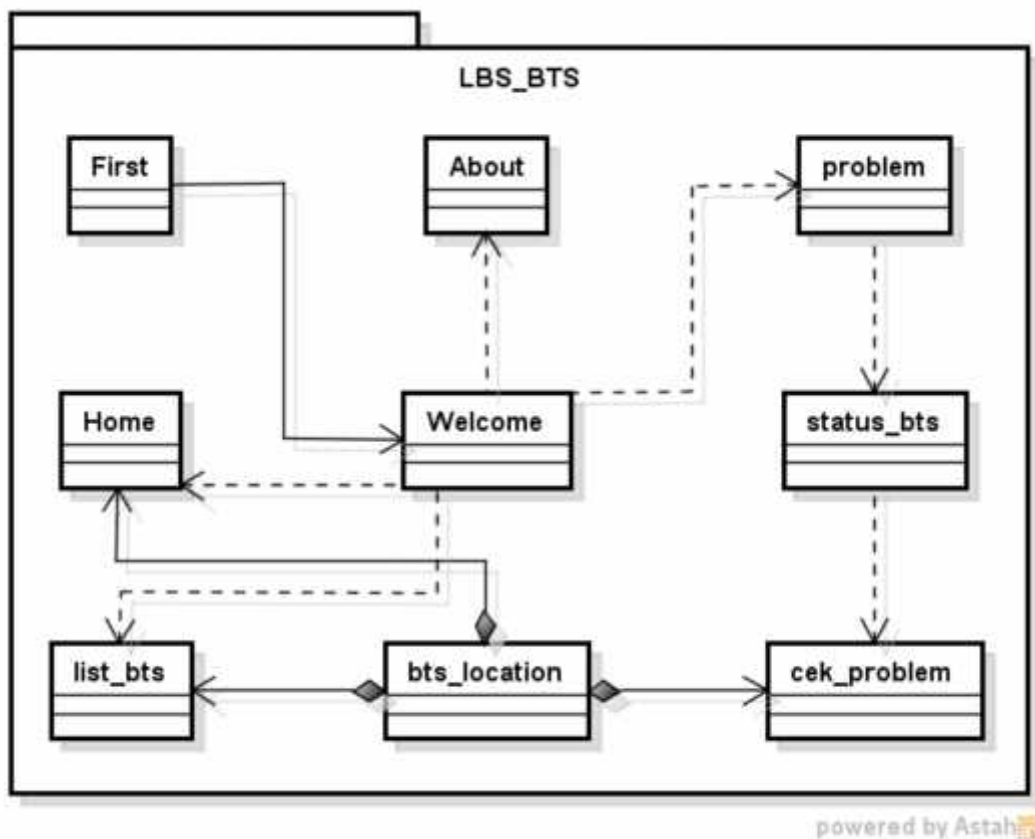 LBS_BTS
First
About
problem
Home
Welcome
status_bts
list_bts
bts_location
cek_problem
powered by Astah